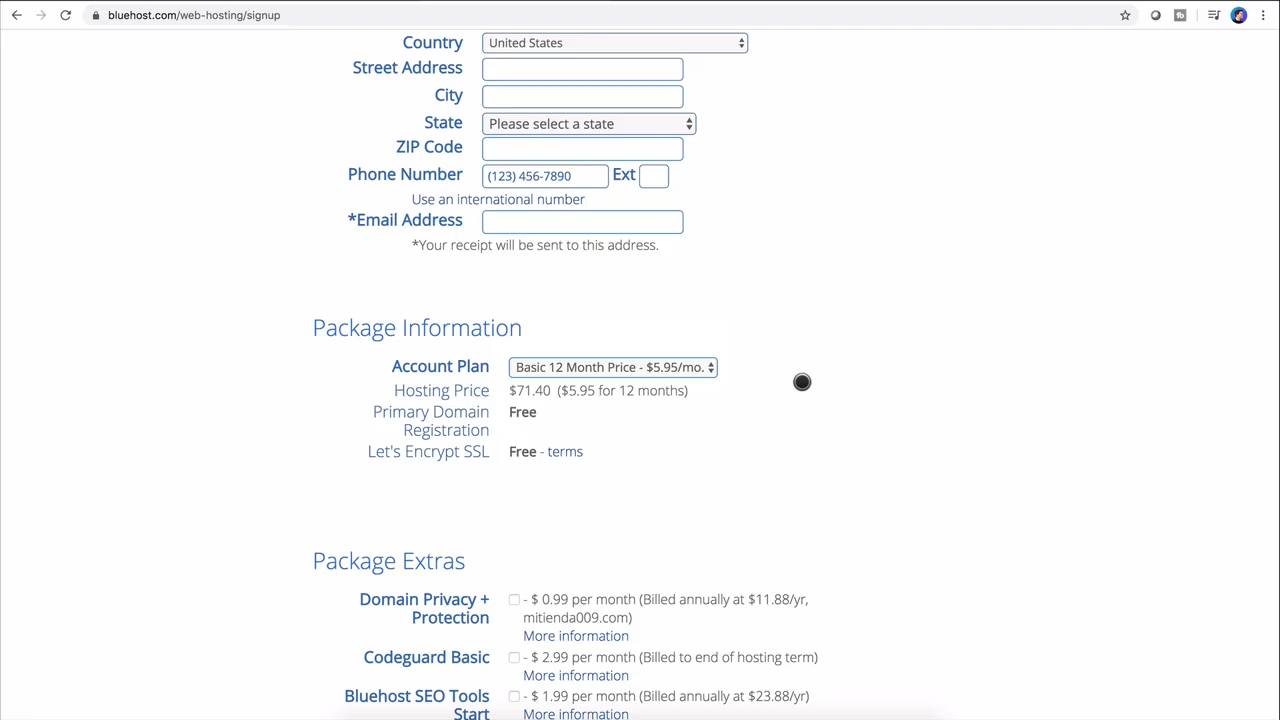 bluehost.com/web-hosting/signup
Country United States
Street Address
City
State Please select a state
ZIP Code
Phone Number (123) 456-7890 Ext
Use an international number
*Email Address
*Your receipt will be sent to this address.
Package Information
Account Plan Basic 12 Month Price - $5.95/mo.
Hosting Price $71.40 ($5.95 for 12 months)
Primary Domain Free
Registration
Let's Encrypt SSL Free - terms
Package Extras
Domain Privacy + - $ 0.99 per month (Billed annually at $11.88/yr,
Protection mitienda009.com)
More information
Codeguard Basic - $ 2.99 per month (Billed to end of hosting term)
More information
Bluehost SEO Tools - $ 1.99 per month (Billed annually at $23.88/yr)
Start More information